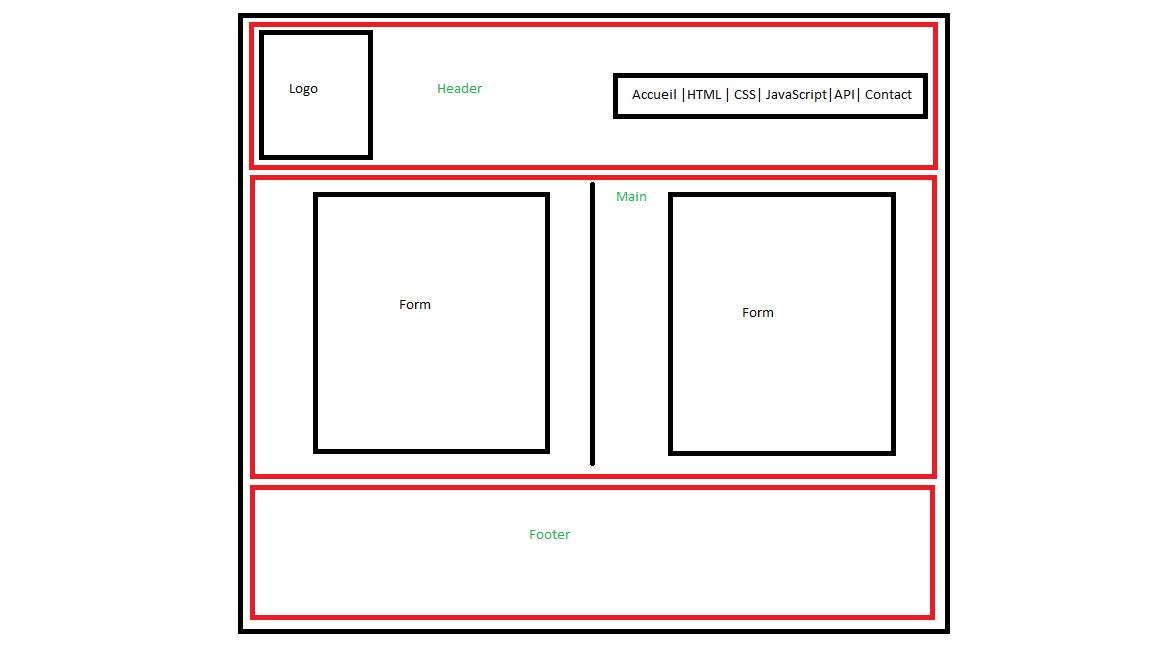 Logo
Header
Accueil |HTML | CSS| JavaScript|API| Contact
Main
Form
Form
Footer